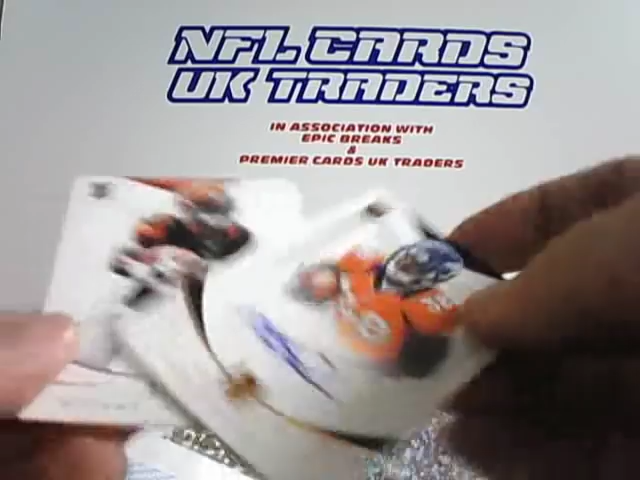 NFL CARDS
UK TRADERS
IN ASSOCIATION WITH
EPIC BREAKS
&
PREMIER CARDS UK TRADERS